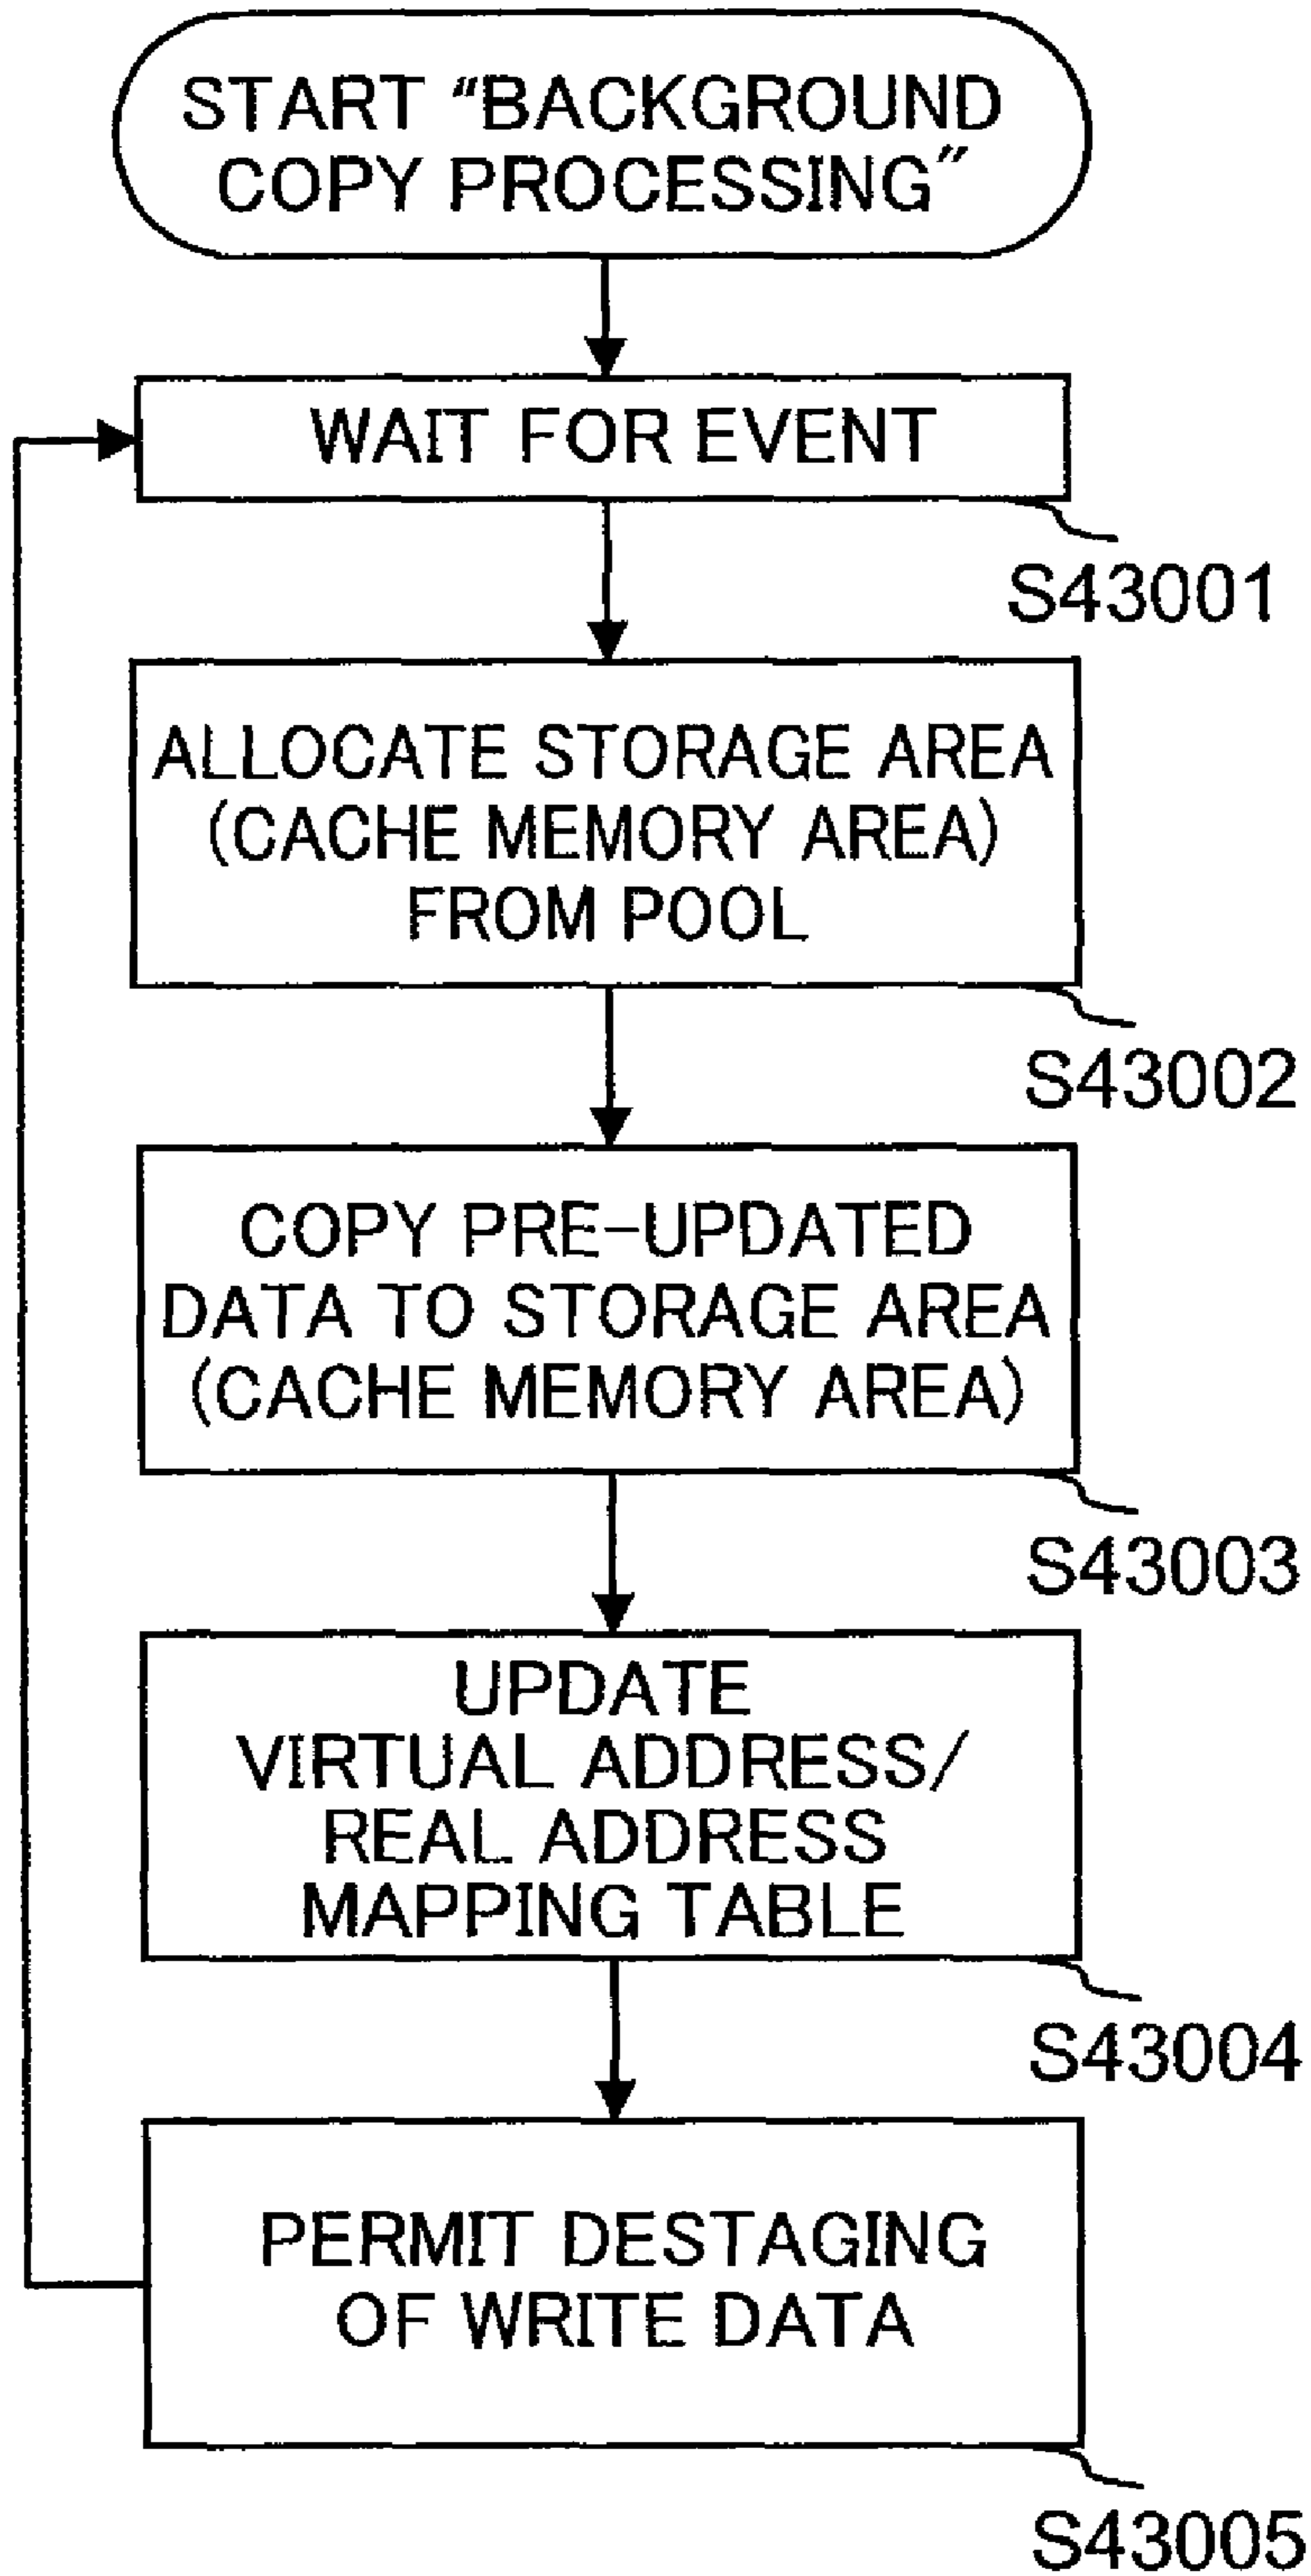 START “BACKGROUND
COPY PROCESSING”
WAIT FOR EVENT
S43001
ALLOCATE STORAGE AREA
(CACHE MEMORY AREA)
FROM POOL
S43002
COPY PRE-UPDATED
DATA TO STORAGE AREA
(CACHE MEMORY AREA)
S43003
UPDATE
VIRTUAL ADDRESS/
REAL ADDRESS
MAPPING TABLE
S43004
PERMIT DESTAGING
OF WRITE DATA
S43005